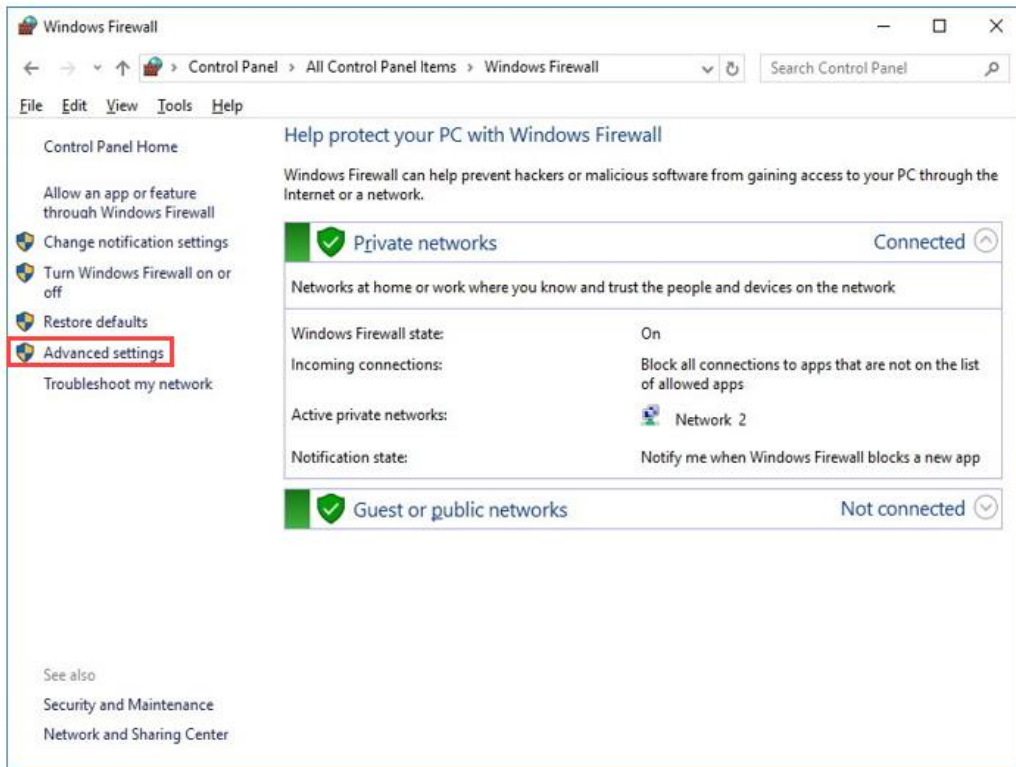 Windows Firewall
Control Panel > All Control Panel Items > Windows Firewall
Search Control Panel
File Edit View Tools Help
Control Panel Home
Allow an app or feature
through Windows Firewall
Change notification settings
Turn Windows Firewall on or
off
Restore defaults
Advanced settings
Troubleshoot my network
See also
Security and Maintenance
Network and Sharing Center
Help protect your PC with Windows Firewall
Windows Firewall can help prevent hackers or malicious software from gaining access to your PC through the
Internet or a network.
Private networks Connected
Networks at home or work where you know and trust the people and devices on the network
Windows Firewall state: On
Incoming connections: Block all connections to apps that are not on the list
of allowed apps
Active private networks: Network 2
Notification state: Notify me when Windows Firewall blocks a new app
Guest or public networks Not connected